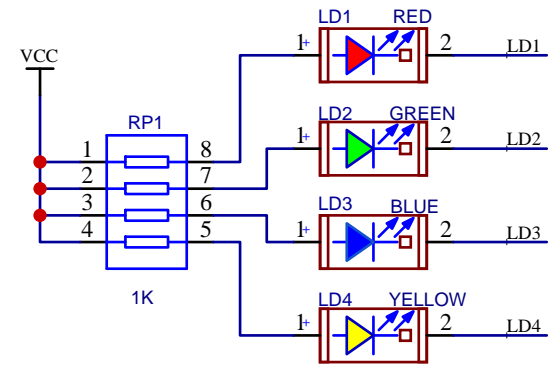 LD1 RED
1+ 2 LD1
VCC
RP1
LD2 GREEN
1 8
1+ 2 LD2
2 7
3 6
LD3 BLUE
4 5
1+ 2 LD3
1K
LD4 YELLOW
1+ 2 LD4